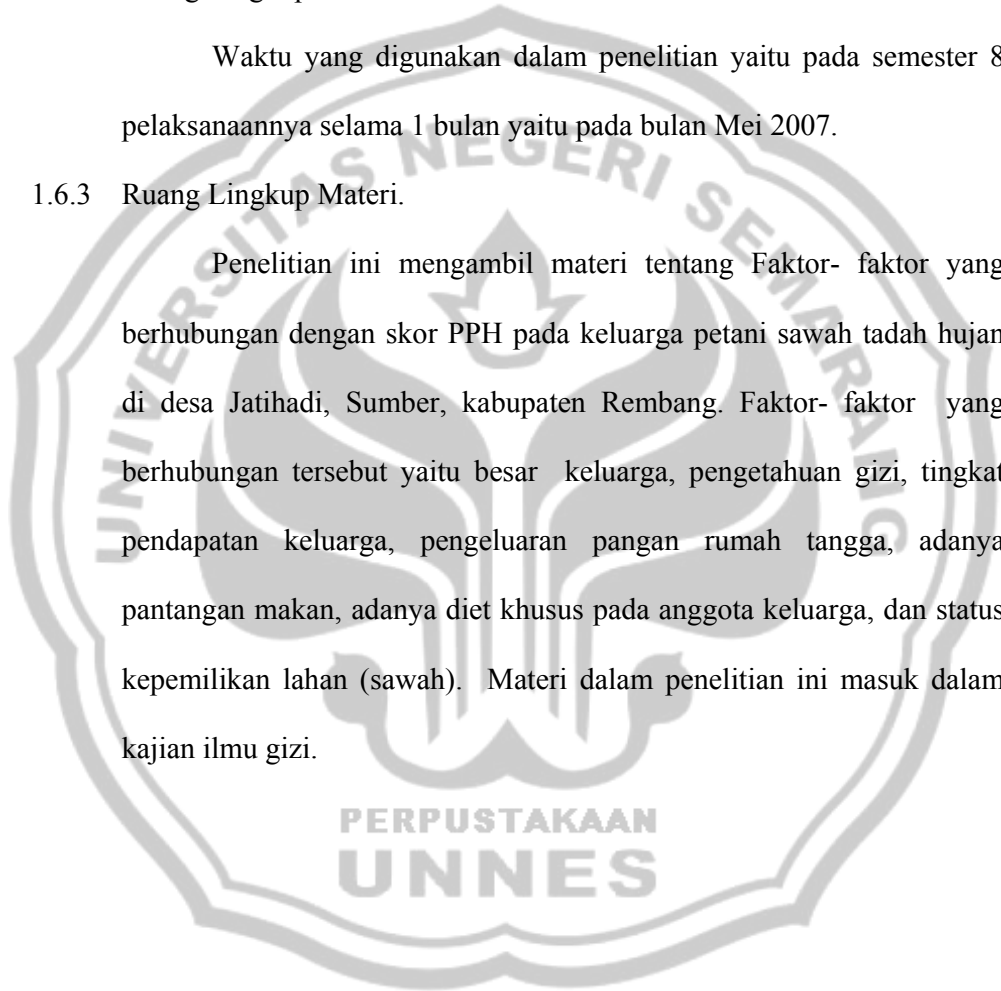 Waktu yang digunakan dalam penelitian yaitu pada semester 8
pelaksanaannya selama 1 bulan yaitu pada bulan Mei 2007.
1.6.3 Ruang Lingkup Materi.
Penelitian ini mengambil materi tentang Faktor- faktor yang
berhubungan dengan skor PPH pada keluarga petani sawah tadah hujan
di desa Jatihadi, Sumber, kabupaten Rembang. Faktor- faktor yang
berhubungan tersebut yaitu besar keluarga, pengetahuan gizi, tingkat
pendapatan keluarga, pengeluaran pangan rumah tangga, adanya
pantangan makan, adanya diet khusus pada anggota keluarga, dan status
kepemilikan lahan (sawah). Materi dalam penelitian ini masuk dalam
kajian ilmu gizi.
UNIVERSITAS NEGERI SEMARANG
PERPUSTAKAAN
UNNES